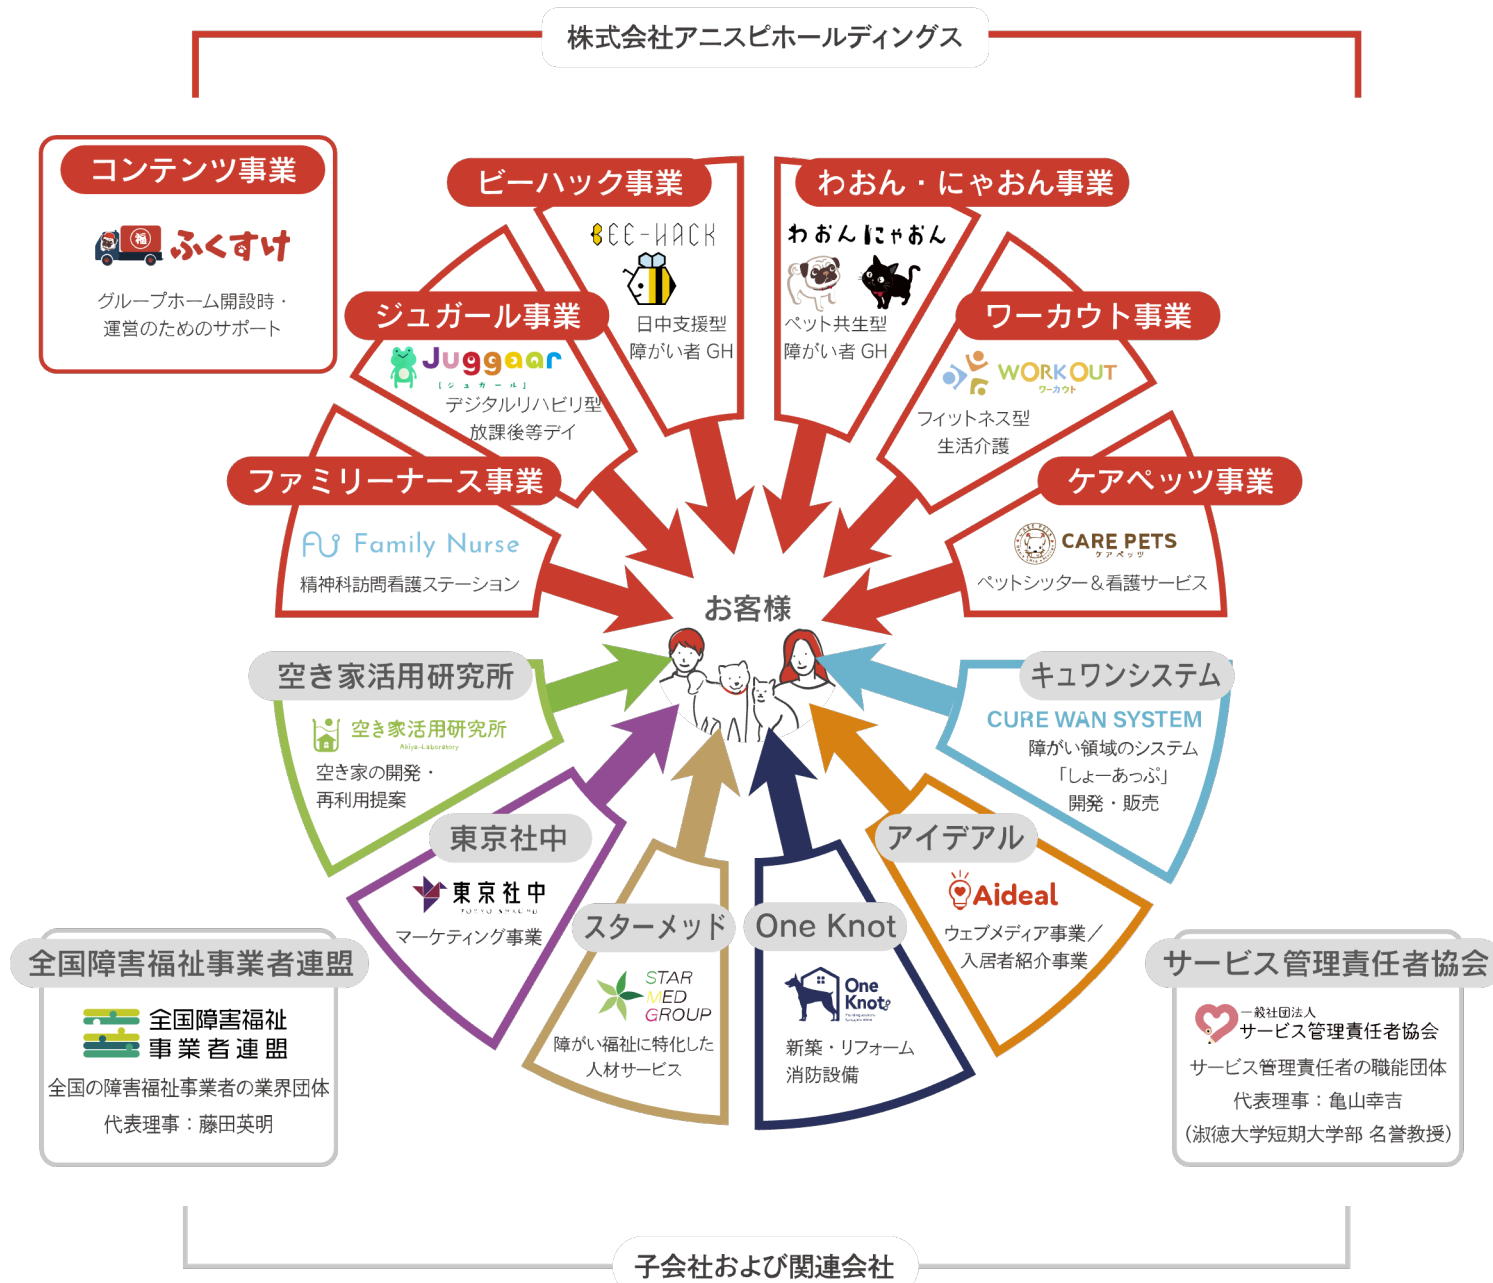 株式会社アニスピホールディングス
コンテンツ事業
福
ふくすけ
グループホーム開設時・
運営のためのサポート
ビーハック事業
BEE-HACK
日中支援型
障がい者 GH
わおん・にゃおん事業
わおん にゃおん
ペット共生型
障がい者 GH
ジュガール事業
Juggaar
[ジュガール]
デジタルリハビリ型
放課後等デイ
ワーカウト事業
WORK OUT
ワーカウト
フィットネス型
生活介護
ファミリーナース事業
Family Nurse
精神科訪問看護ステーション
ケアペッツ事業
CARE PETS
ケアペッツ
ペットシッター＆看護サービス
お客様
空き家活用研究所
空き家活用研究所
Akiya-Laboratory
空き家の開発・
再利用提案
キュワンシステム
CURE WAN SYSTEM
障がい領域のシステム
「しょーあっぷ」
開発・販売
東京社中
東京社中
マーケティング事業
アイデアル
Aideal
ウェブメディア事業／
入居者紹介事業
スターメッド
STAR
MED
GROUP
障がい福祉に特化した
人材サービス
One Knot
One
Knot
新築・リフォーム
消防設備
全国障害福祉事業者連盟
全国障害福祉
事業者連盟
全国の障害福祉事業者の業界団体
代表理事：藤田英明
サービス管理責任者協会
一般社団法人
サービス管理責任者協会
サービス管理責任者の職能団体
代表理事：亀山幸吉
(淑徳大学短期大学部 名誉教授)
子会社および関連会社